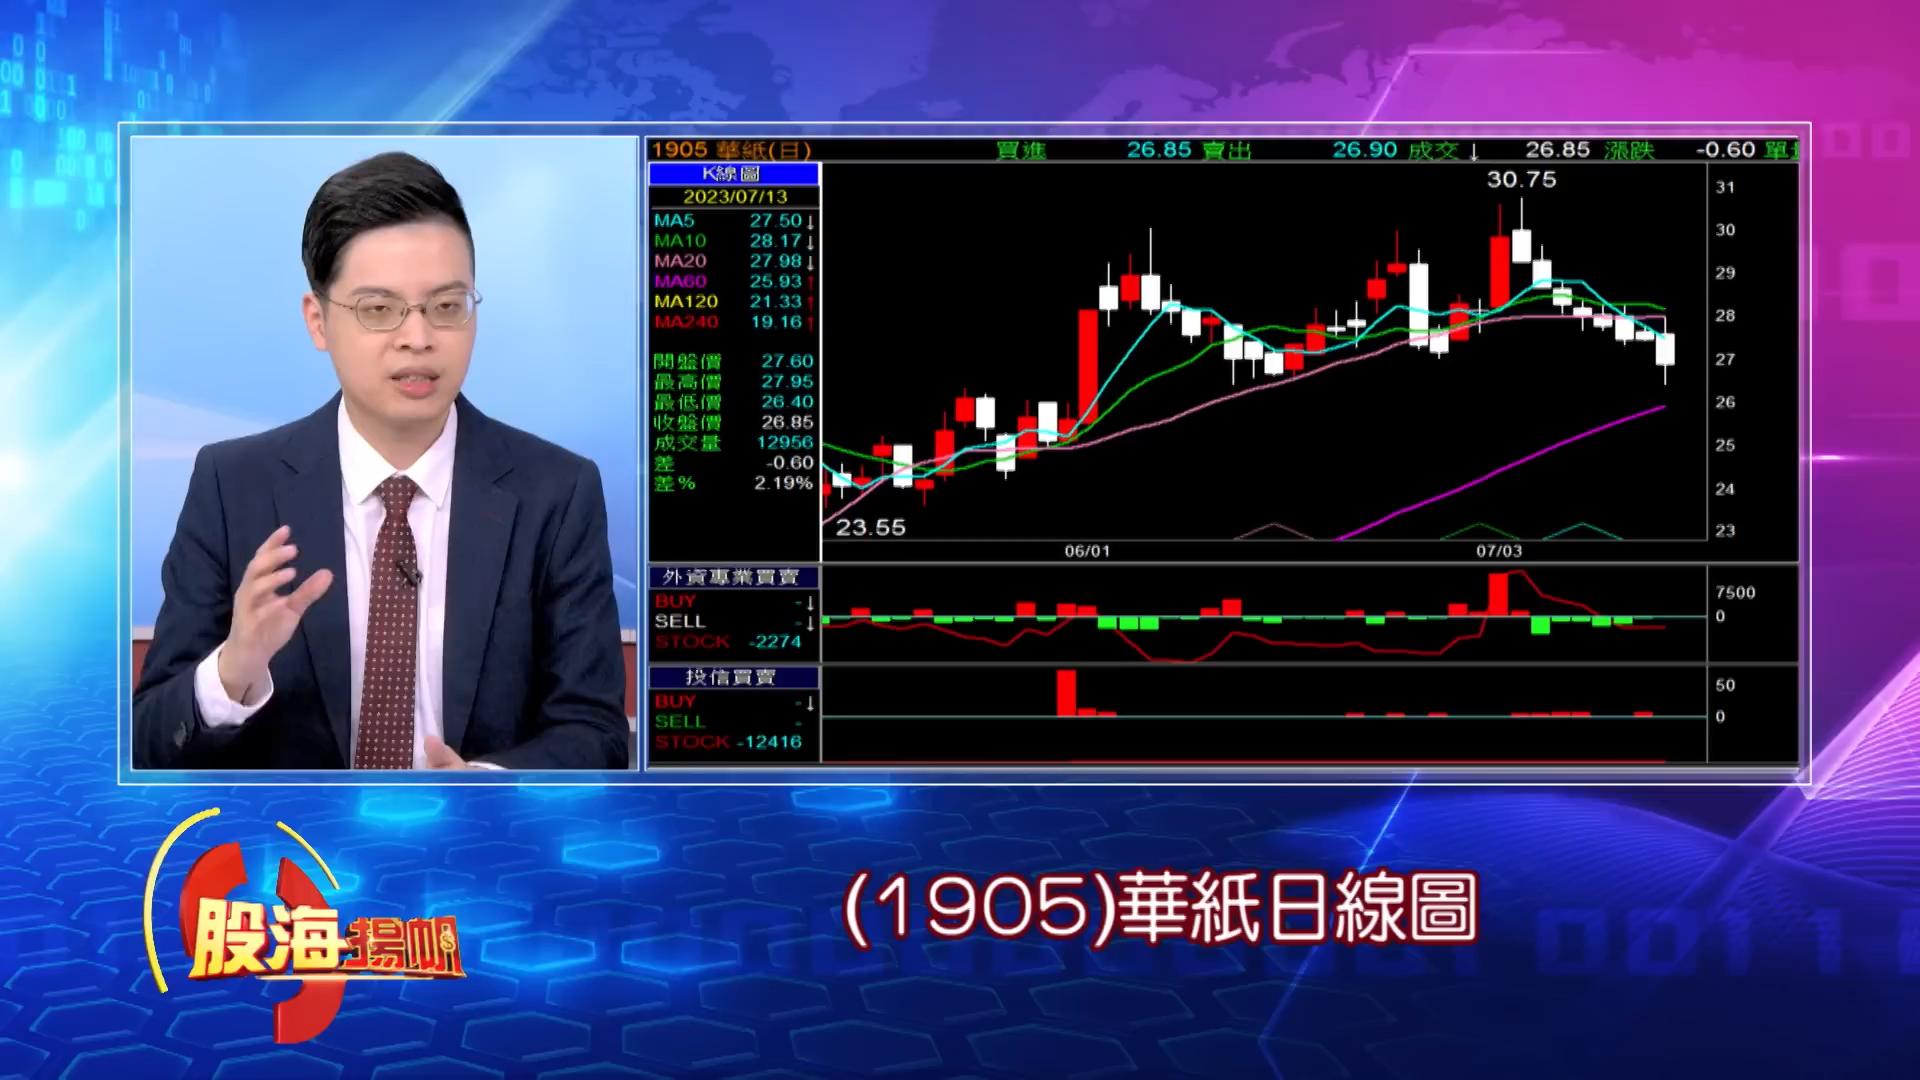 1905 華紙(日) 買進 26.85 賣出 26.90 成交↓ 26.85 漲跌 -0.60 單
K線圖
2023/07/13
MA5 27.50↓
MA10 28.17↓
MA20 27.98↓
MA60 25.93↑
MA120 21.33↑
MA240 19.16↑
開盤價 27.60
最高價 27.95
最低價 26.40
收盤價 26.85
成交量 12956
差 -0.60
差% 2.19%
30.75
23.55
31
30
29
28
27
26
25
24
23
06/01 07/03
外資專業買賣
BUY -↓
SELL -↓
STOCK -2274
7500
0
投信買賣
BUY -↓
SELL -
STOCK -12416
50
0
股海揚帆
(1905)華紙日線圖